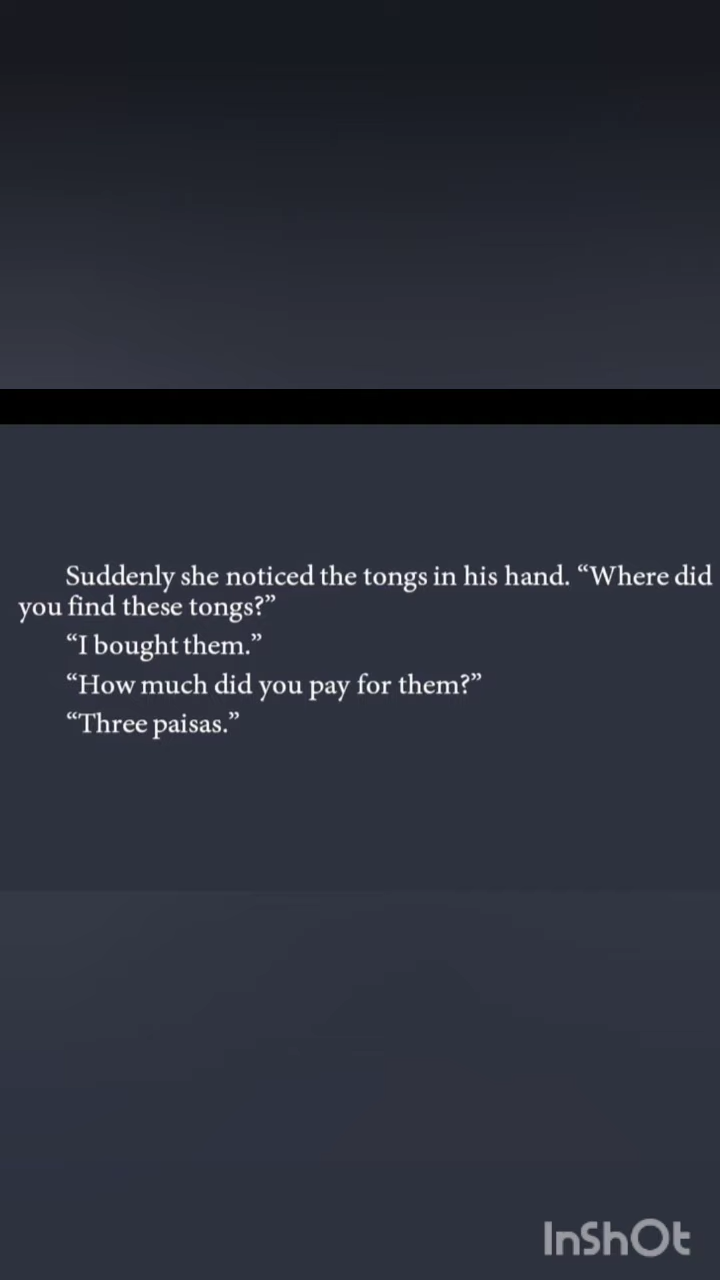 Suddenly she noticed the tongs in his hand. “Where did
you find these tongs?”
“I bought them.”
“How much did you pay for them?”
“Three paisas.”
InShOt